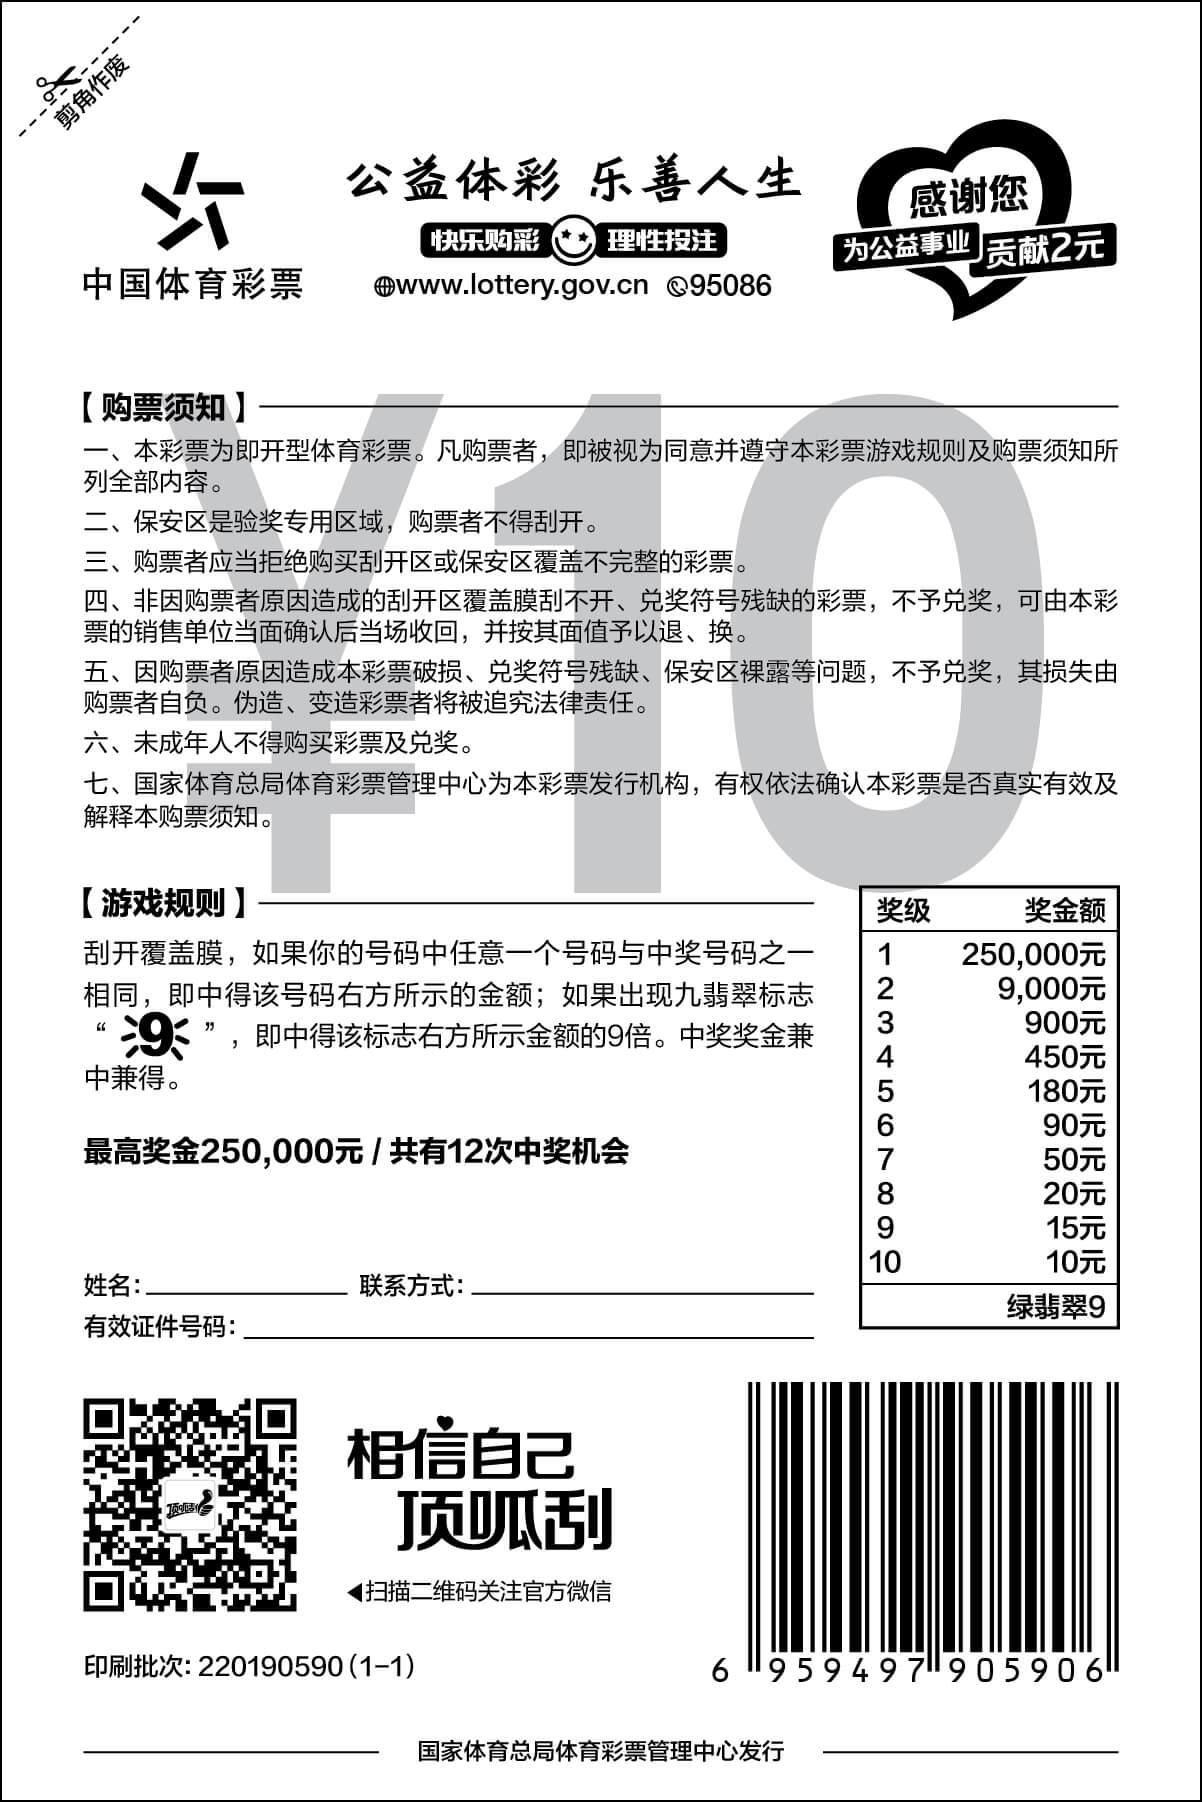 剪角作废
中国体育彩票
公益体彩 乐善人生
快乐购彩 理性投注
www.lottery.gov.cn 95086
感谢您
为公益事业 贡献2元
¥10
【购票须知】
一、本彩票为即开型体育彩票。凡购票者，即被视为同意并遵守本彩票游戏规则及购票须知所
列全部内容。
二、保安区是验奖专用区域，购票者不得刮开。
三、购票者应当拒绝购买刮开区或保安区覆盖不完整的彩票。
四、非因购票者原因造成的刮开区覆盖膜刮不开、兑奖符号残缺的彩票，不予兑奖，可由本彩
票的销售单位当面确认后当场收回，并按其面值予以退、换。
五、因购票者原因造成本彩票破损、兑奖符号残缺、保安区裸露等问题，不予兑奖，其损失由
购票者自负。伪造、变造彩票者将被追究法律责任。
六、未成年人不得购买彩票及兑奖。
七、国家体育总局体育彩票管理中心为本彩票发行机构，有权依法确认本彩票是否真实有效及
解释本购票须知。
【游戏规则】
刮开覆盖膜，如果你的号码中任意一个号码与中奖号码之一
相同，即中得该号码右方所示的金额；如果出现九翡翠标志
“9”，即中得该标志右方所示金额的9倍。中奖奖金兼
中兼得。
最高奖金250,000元 / 共有12次中奖机会
奖级 奖金额
1 250,000元
2 9,000元
3 900元
4 450元
5 180元
6 90元
7 50元
8 20元
9 15元
10 10元
绿翡翠9
姓名： 联系方式：
有效证件号码：
顶呱刮
相信自己
顶呱刮
扫描二维码关注官方微信
印刷批次：220190590（1-1）
6 959497 905906
国家体育总局体育彩票管理中心发行